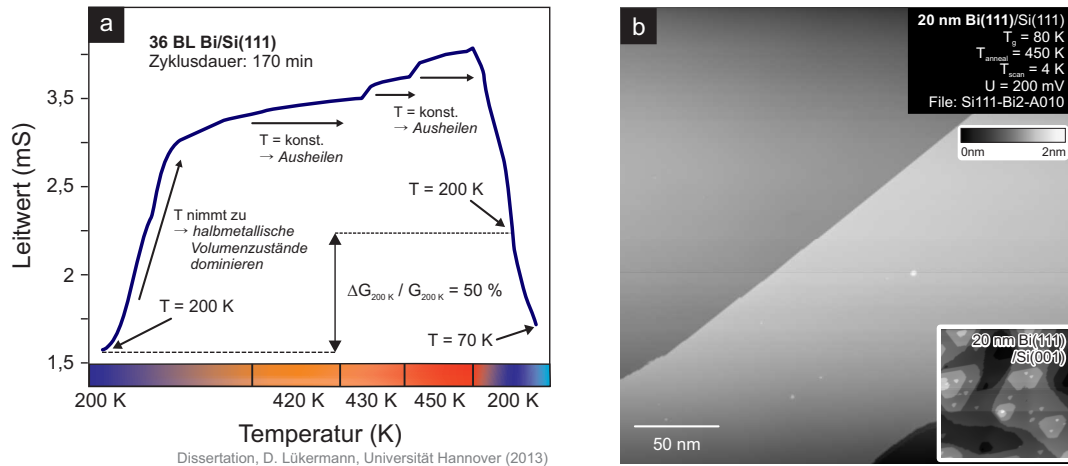 a
36 BL Bi/Si(111)
Zyklusdauer: 170 min
3,5
3
2,5
2
1,5
Leitwert (mS)
T = konst.
→ Ausheilen
T = konst.
→ Ausheilen
T nimmt zu
→ halbmetallische
Volumenzustände
dominieren
T = 200 K
T = 200 K
ΔG200 K / G200 K = 50 %
T = 70 K
200 K
420 K
430 K
450 K
200 K
Temperatur (K)
Dissertation, D. Lükermann, Universität Hannover (2013)
b
20 nm Bi(111)/Si(111)
Tg = 80 K
Tanneal = 450 K
Tscan = 4 K
U = 200 mV
File: Si111-Bi2-A010
0nm
2nm
50 nm
20 nm Bi(111)
/Si(001)